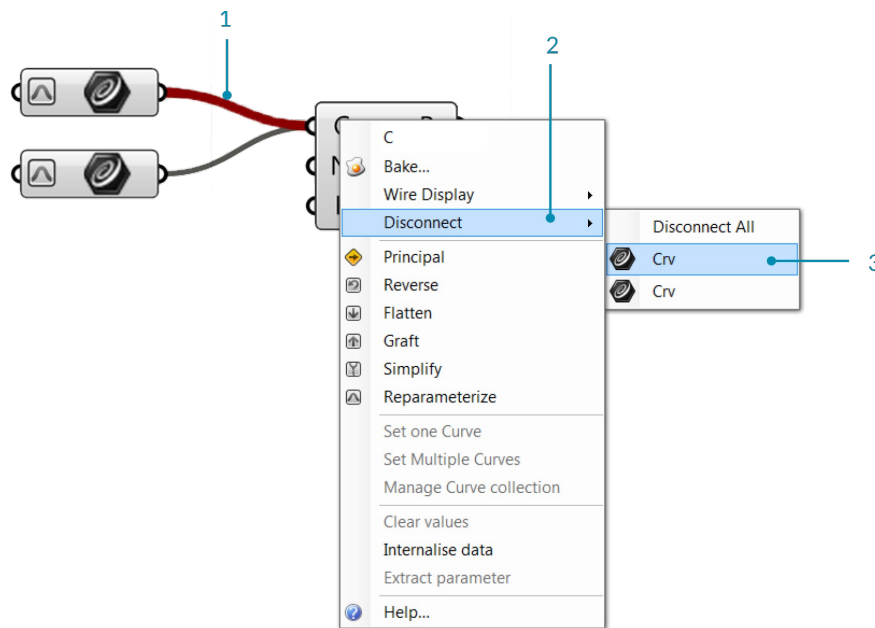 1
2
C
Bake...
Wire Display
Disconnect
Disconnect All
Principal
Crv
3
Reverse
Crv
Flatten
Graft
Simplify
Reparameterize
Set one Curve
Set Multiple Curves
Manage Curve collection
Clear values
Internalise data
Extract parameter
Help...